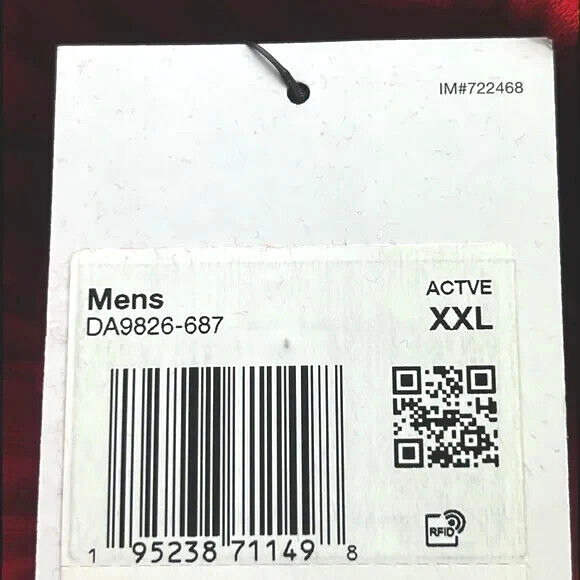 IM#722468
Mens
DA9826-687
ACTVE
XXL
RFID
1 95238 71149 8